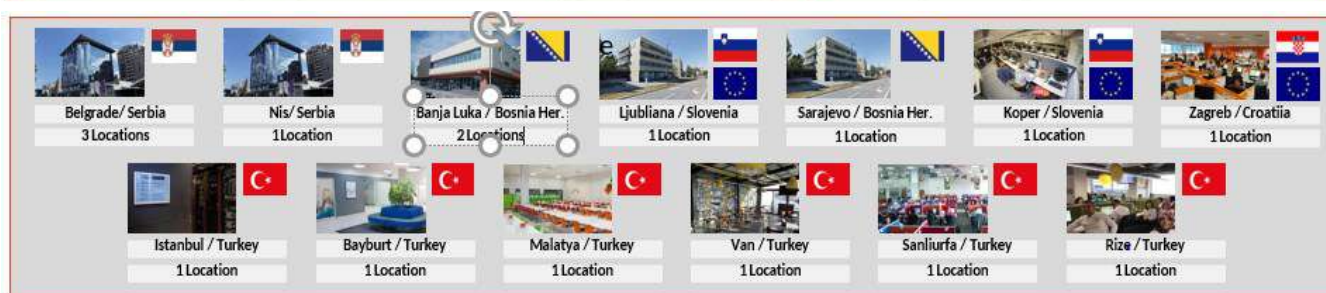 e
Belgrade/ Serbia
3 Locations
Nis/ Serbia
1 Location
Banja Luka / Bosnia Her.
2 Locations
Ljubliana / Slovenia
1 Location
Sarajevo / Bosnia Her.
1 Location
Koper / Slovenia
1 Location
Zagreb / Croatiia
1 Location
Istanbul / Turkey
1 Location
Bayburt / Turkey
1 Location
Malatya / Turkey
1 Location
Van / Turkey
1 Location
Sanliurfa / Turkey
1 Location
Rize / Turkey
1 Location